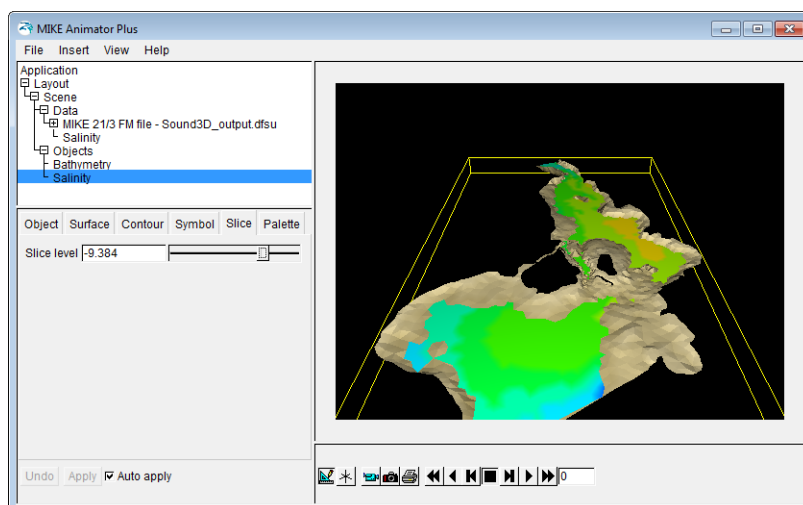 MIKE Animator Plus
File Insert View Help
Application
Layout
Scene
Data
MIKE 21/3 FM file - Sound3D_output.dfsu
Salinity
Objects
Bathymetry
Salinity
Object Surface Contour Symbol Slice Palette
Slice level -9.384
Undo Apply Auto apply
0